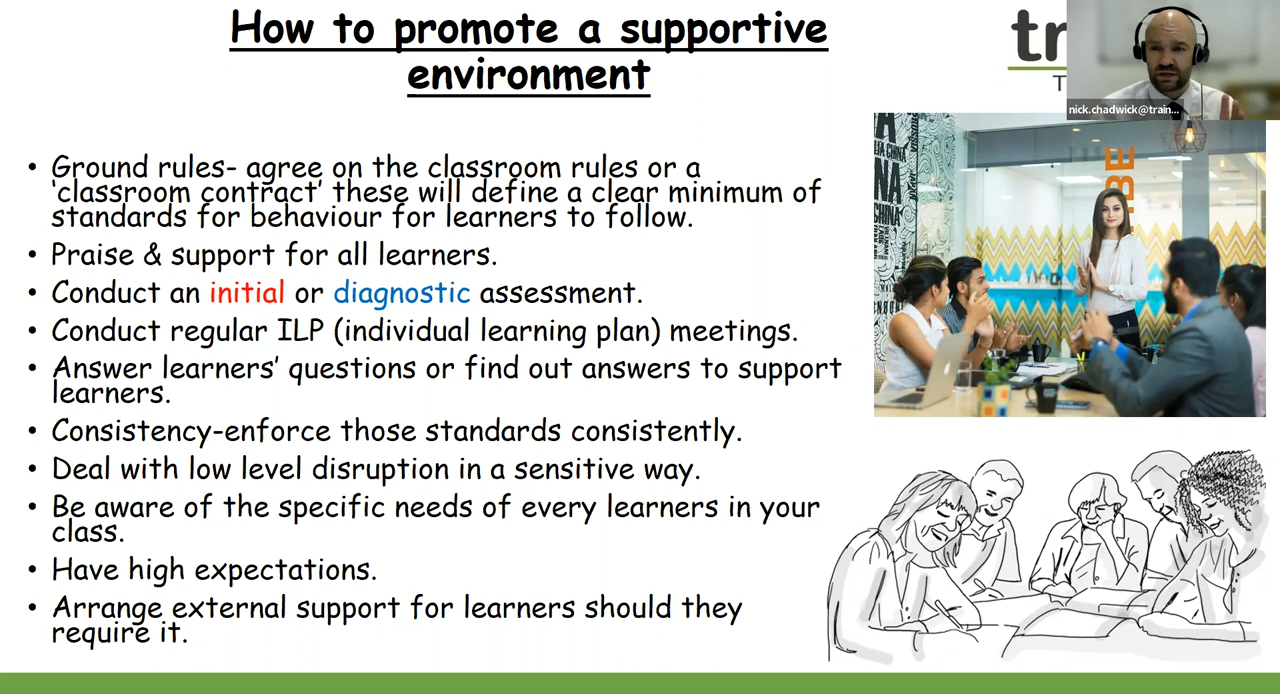 How to promote a supportive
environment
tr
T
nick.chadwick@train...
• Ground rules- agree on the classroom rules or a
‘classroom contract’ these will define a clear minimum of
standards for behaviour for learners to follow.
• Praise & support for all learners.
• Conduct an initial or diagnostic assessment.
• Conduct regular ILP (individual learning plan) meetings.
• Answer learners’ questions or find out answers to support
learners.
• Consistency-enforce those standards consistently.
• Deal with low level disruption in a sensitive way.
• Be aware of the specific needs of every learners in your
class.
• Have high expectations.
• Arrange external support for learners should they
require it.